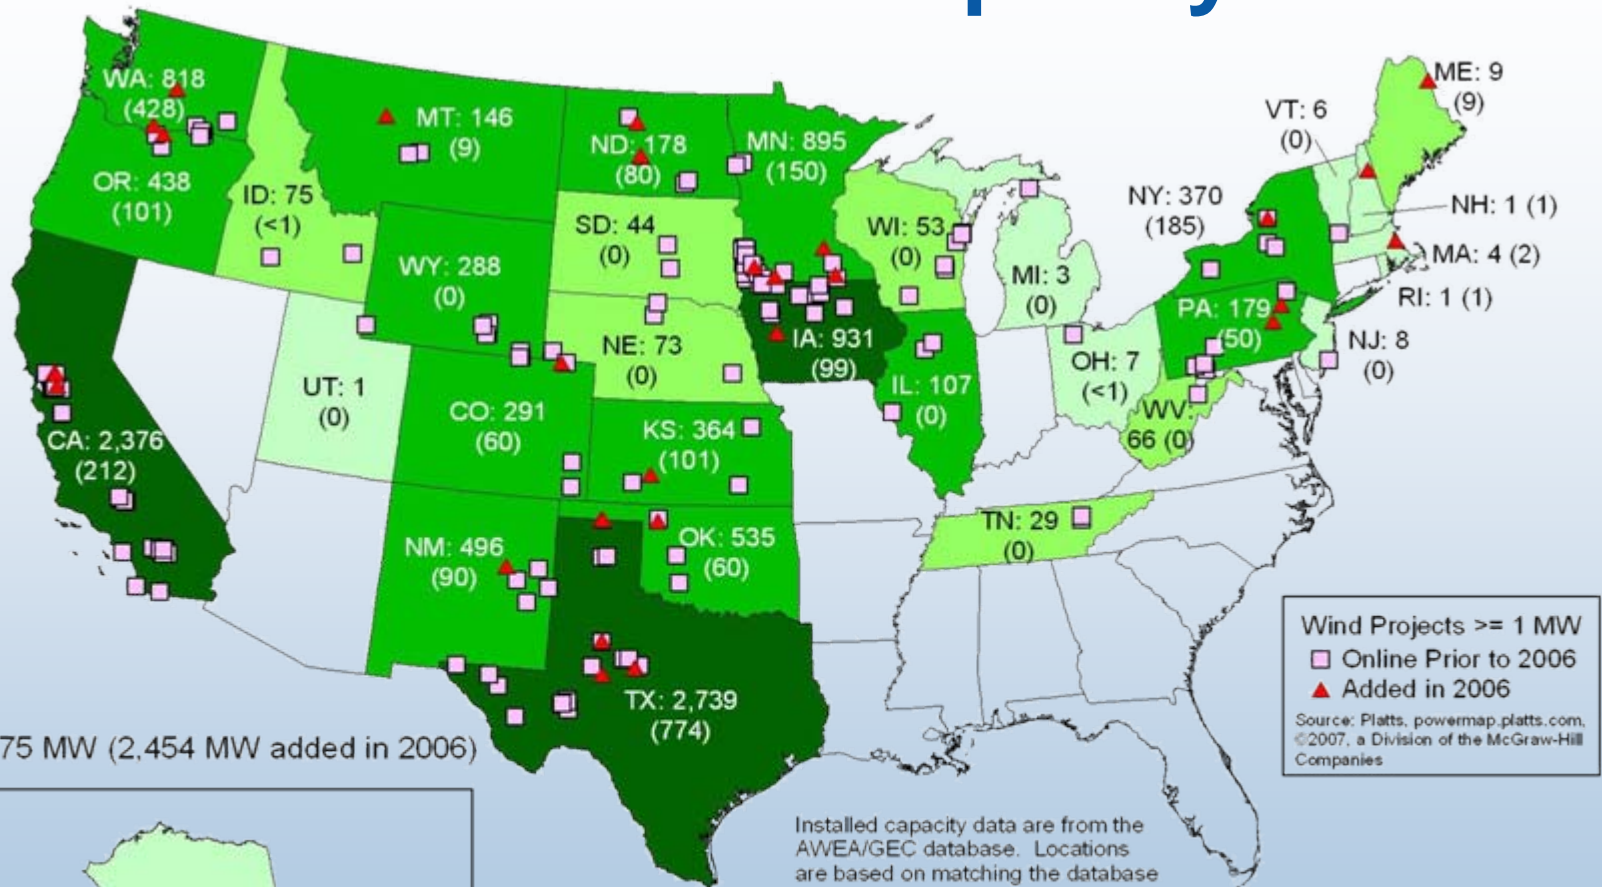 WA: 818
(428)
MT: 146
(9)
ND: 178
(80)
MN: 895
(150)
ME: 9
(9)
VT: 6
(0)
OR: 438
(101)
ID: 75
(<1)
SD: 44
(0)
WI: 53
(0)
NY: 370
(185)
NH: 1 (1)
MA: 4 (2)
WY: 288
(0)
MI: 3
(0)
RI: 1 (1)
PA: 179
(50)
NJ: 8
(0)
NE: 73
(0)
IA: 931
(99)
OH: 7
(<1)
UT: 1
(0)
CO: 291
(60)
IL: 107
(0)
WV:
66 (0)
CA: 2,376
(212)
KS: 364
(101)
TN: 29
(0)
NM: 496
(90)
OK: 535
(60)
TX: 2,739
(774)
Wind Projects >= 1 MW
Online Prior to 2006
Added in 2006
Source: Platts, powermap.platts.com,
©2007, a Division of the McGraw-Hill
Companies
75 MW (2,454 MW added in 2006)
Installed capacity data are from the
AWEA/GEC database. Locations
are based on matching the database